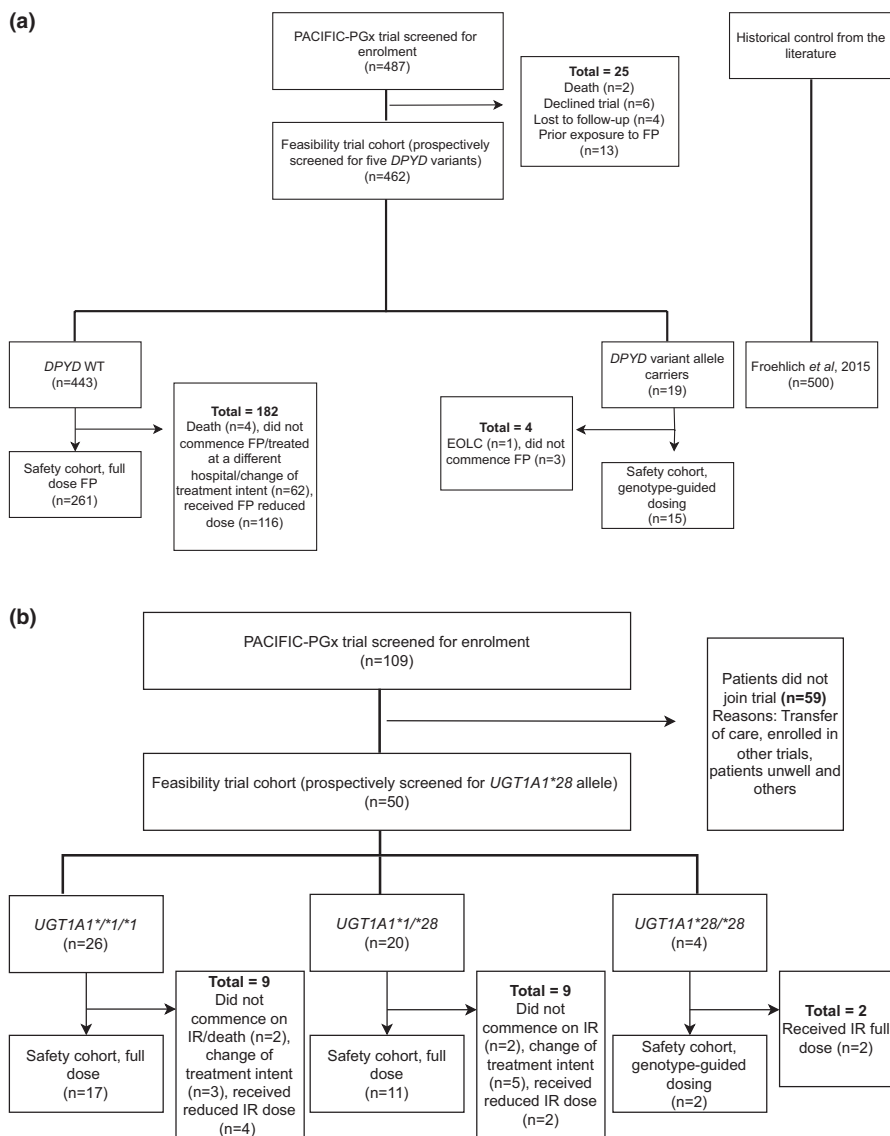 (a)
PACIFIC-PGx trial screened for
enrolment
(n=487)
Historical control from the
literature
Total = 25
Death (n=2)
Declined trial (n=6)
Lost to follow-up (n=4)
Prior exposure to FP
(n=13)
Feasibility trial cohort (prospectively
screened for five DPYD variants)
(n=462)
DPYD WT
(n=443)
Total = 182
Death (n=4), did not
commence FP/treated
at a different
hospital/change of
treatment intent (n=62),
received FP reduced
dose (n=116)
Safety cohort, full
dose FP
(n=261)
DPYD variant allele
carriers
(n=19)
Total = 4
EOLC (n=1), did not
commence FP (n=3)
Safety cohort,
genotype-guided
dosing
(n=15)
Froehlich et al, 2015
(n=500)
(b)
PACIFIC-PGx trial screened for enrolment
(n=109)
Patients did not
join trial (n=59)
Reasons: Transfer
of care, enrolled in
other trials,
patients unwell and
others
Feasibility trial cohort (prospectively screened for UGT1A1*28 allele)
(n=50)
UGT1A1*/*1/*1
(n=26)
Total = 9
Did not
commence on
IR/death (n=2),
change of
treatment intent
(n=3), received
reduced IR dose
(n=4)
Safety cohort, full
dose
(n=17)
UGT1A1*1/*28
(n=20)
Total = 9
Did not
commence on IR
(n=2), change of
treatment intent
(n=5), received
reduced IR dose
(n=2)
Safety cohort, full
dose
(n=11)
UGT1A1*28/*28
(n=4)
Total = 2
Received IR full
dose (n=2)
Safety cohort,
genotype-guided
dosing
(n=2)